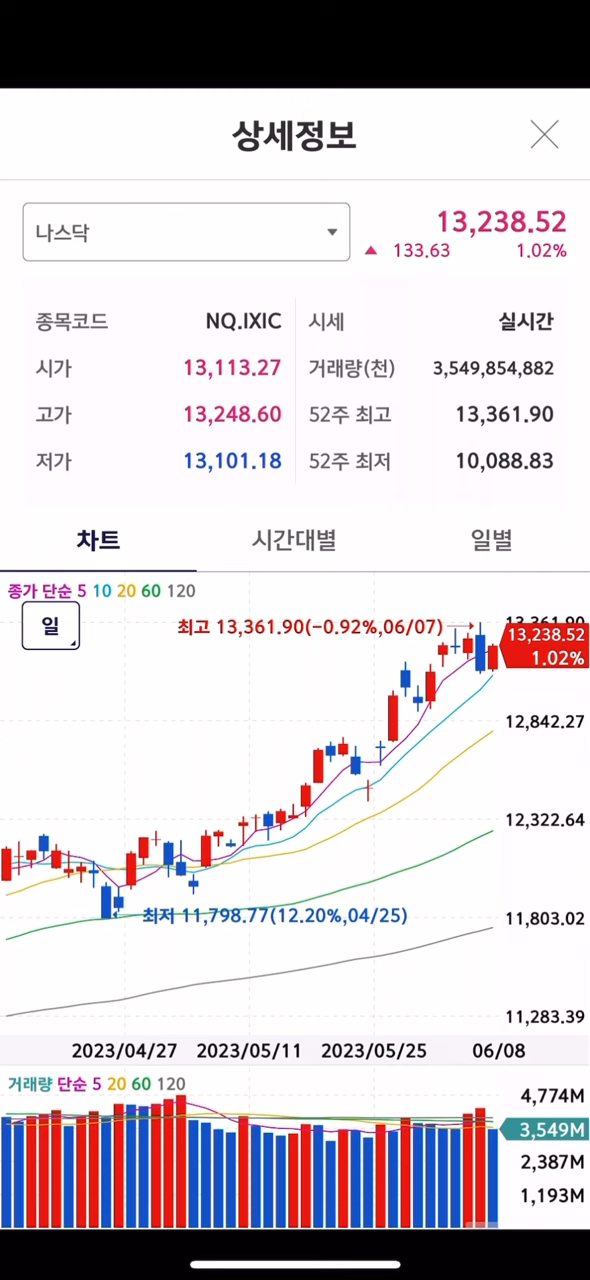 상세정보
나스닥
13,238.52
▲ 133.63 1.02%
종목코드 NQ.IXIC 시세 실시간
시가 13,113.27 거래량(천) 3,549,854,882
고가 13,248.60 52주 최고 13,361.90
저가 13,101.18 52주 최저 10,088.83
차트 시간대별 일별
종가 단순 5 10 20 60 120
일
최고 13,361.90(-0.92%,06/07)
13,361.90
13,238.52
1.02%
12,842.27
12,322.64
최저 11,798.77(12.20%,04/25)
11,803.02
11,283.39
2023/04/27 2023/05/11 2023/05/25 06/08
거래량 단순 5 20 60 120
4,774M
3,549M
2,387M
1,193M